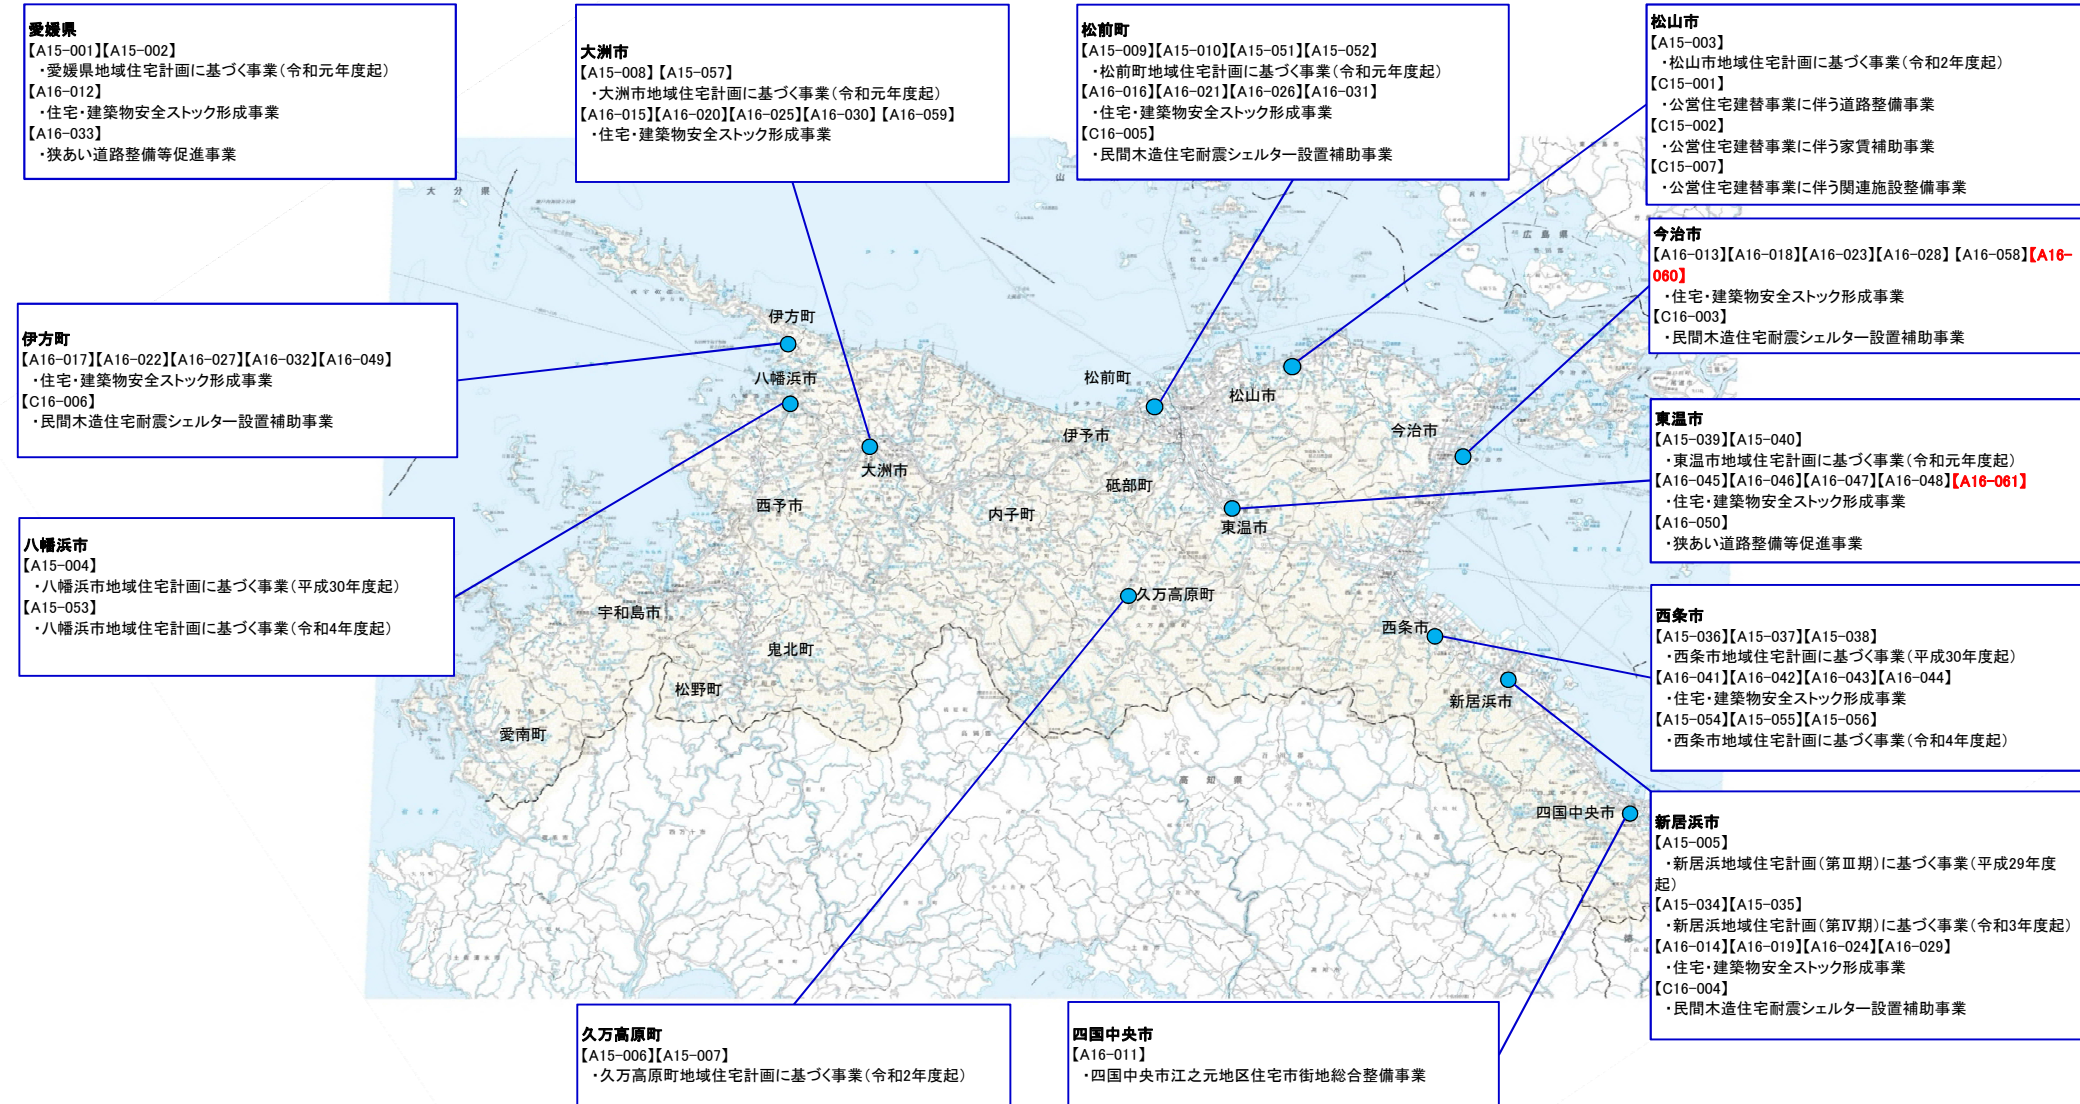 愛媛県
【A15-001】【A15-002】
・愛媛県地域住宅計画に基づく事業(令和元年度起)
【A16-012】
・住宅・建築物安全ストック形成事業
【A16-033】
・狭あい道路整備等促進事業
大洲市
【A15-008】【A15-057】
・大洲市地域住宅計画に基づく事業(令和元年度起)
【A16-015】【A16-020】【A16-025】【A16-030】【A16-059】
・住宅・建築物安全ストック形成事業
松前町
【A15-009】【A15-010】【A15-051】【A15-052】
・松前町地域住宅計画に基づく事業(令和元年度起)
【A16-016】【A16-021】【A16-026】【A16-031】
・住宅・建築物安全ストック形成事業
【C16-005】
・民間木造住宅耐震シェルター設置補助事業
松山市
【A15-003】
・松山市地域住宅計画に基づく事業(令和2年度起)
【C15-001】
・公営住宅建替事業に伴う道路整備事業
【C15-002】
・公営住宅建替事業に伴う家賃補助事業
【C15-007】
・公営住宅建替事業に伴う関連施設整備事業
今治市
【A16-013】【A16-018】【A16-023】【A16-028】【A16-058】【A16-
060】
・住宅・建築物安全ストック形成事業
【C16-003】
・民間木造住宅耐震シェルター設置補助事業
伊方町
【A16-017】【A16-022】【A16-027】【A16-032】【A16-049】
・住宅・建築物安全ストック形成事業
【C16-006】
・民間木造住宅耐震シェルター設置補助事業
東温市
【A15-039】【A15-040】
・東温市地域住宅計画に基づく事業(令和元年度起)
【A16-045】【A16-046】【A16-047】【A16-048】【A16-061】
・住宅・建築物安全ストック形成事業
【A16-050】
・狭あい道路整備等促進事業
八幡浜市
【A15-004】
・八幡浜市地域住宅計画に基づく事業(平成30年度起)
【A15-053】
・八幡浜市地域住宅計画に基づく事業(令和4年度起)
西条市
【A15-036】【A15-037】【A15-038】
・西条市地域住宅計画に基づく事業(平成30年度起)
【A16-041】【A16-042】【A16-043】【A16-044】
・住宅・建築物安全ストック形成事業
【A15-054】【A15-055】【A15-056】
・西条市地域住宅計画に基づく事業(令和4年度起)
新居浜市
【A15-005】
・新居浜地域住宅計画(第Ⅲ期)に基づく事業(平成29年度
起)
【A15-034】【A15-035】
・新居浜地域住宅計画(第Ⅳ期)に基づく事業(令和3年度起)
【A16-014】【A16-019】【A16-024】【A16-029】
・住宅・建築物安全ストック形成事業
【C16-004】
・民間木造住宅耐震シェルター設置補助事業
久万高原町
【A15-006】【A15-007】
・久万高原町地域住宅計画に基づく事業(令和2年度起)
四国中央市
【A16-011】
・四国中央市江之元地区住宅市街地総合整備事業
伊方町
八幡浜市
大洲市
西予市
内子町
松前町
伊予市
砥部町
松山市
今治市
東温市
久万高原町
宇和島市
鬼北町
松野町
愛南町
西条市
新居浜市
四国中央市
大分県
広島県
高知県